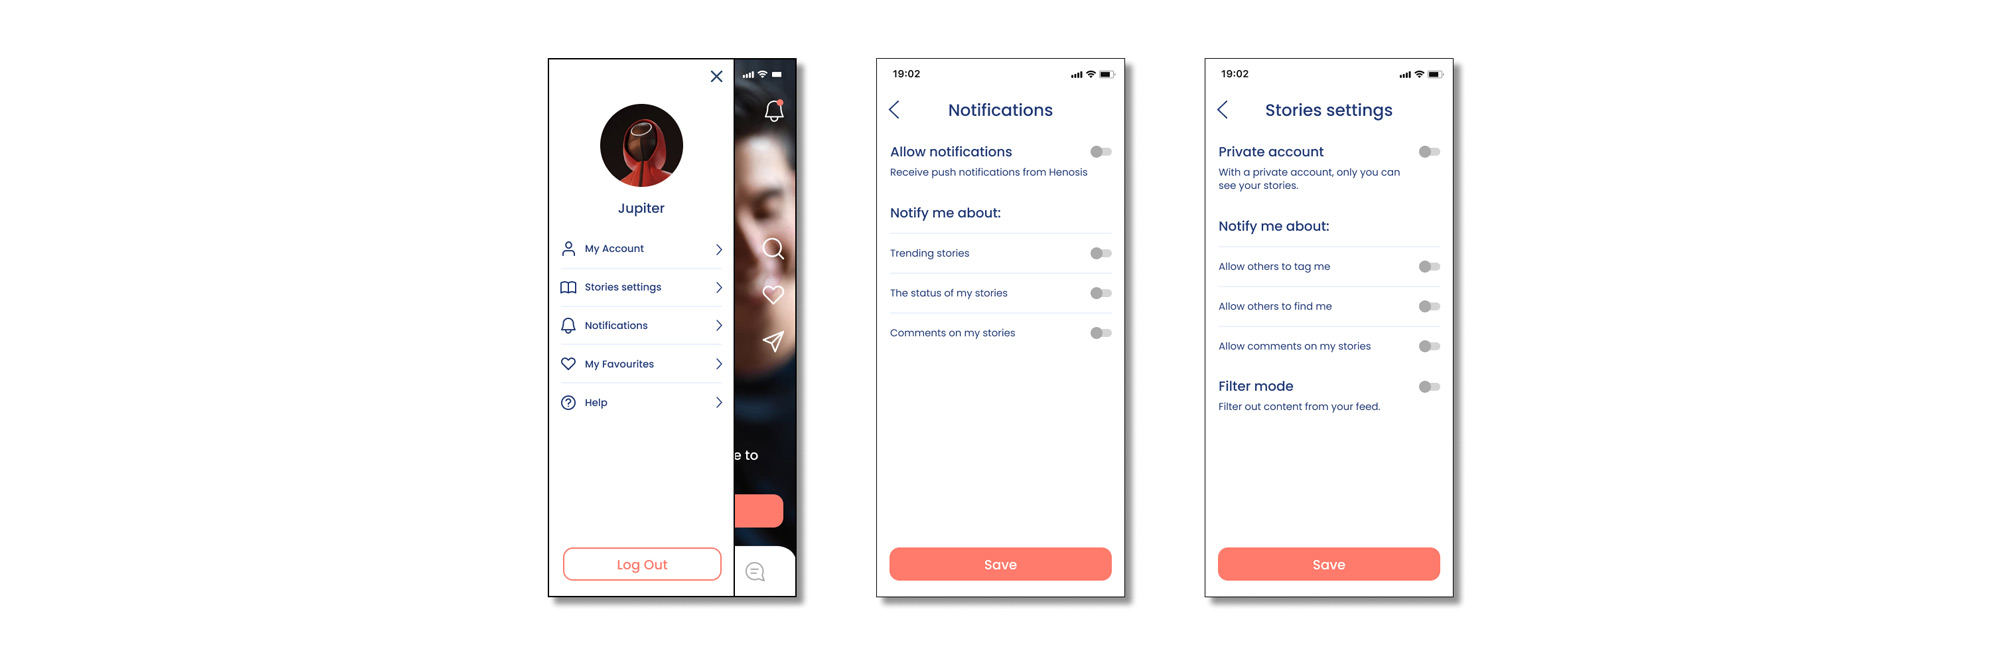 Jupiter
My Account
Stories settings
Notifications
My Favourites
Help
Log Out
e to
19:02
Notifications
Allow notifications
Receive push notifications from Henosis
Notify me about:
Trending stories
The status of my stories
Comments on my stories
Save
19:02
Stories settings
Private account
With a private account, only you can
see your stories.
Notify me about:
Allow others to tag me
Allow others to find me
Allow comments on my stories
Filter mode
Filter out content from your feed.
Save